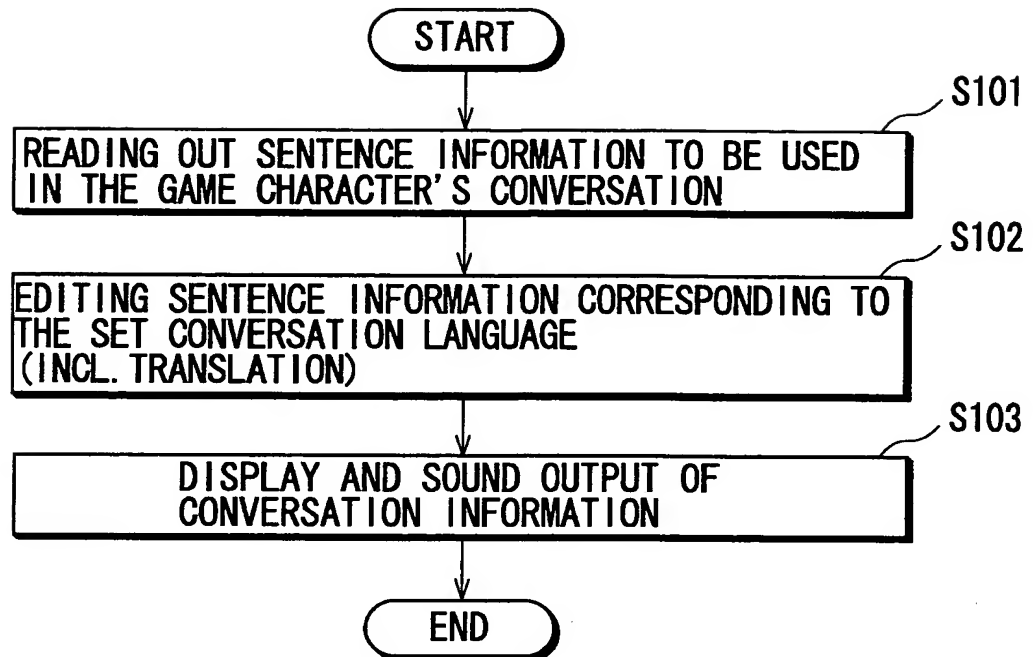 START
S101
READING OUT SENTENCE INFORMATION TO BE USED
IN THE GAME CHARACTER'S CONVERSATION
S102
EDITING SENTENCE INFORMATION CORRESPONDING TO
THE SET CONVERSATION LANGUAGE
(INCL. TRANSLATION)
S103
DISPLAY AND SOUND OUTPUT OF
CONVERSATION INFORMATION
END